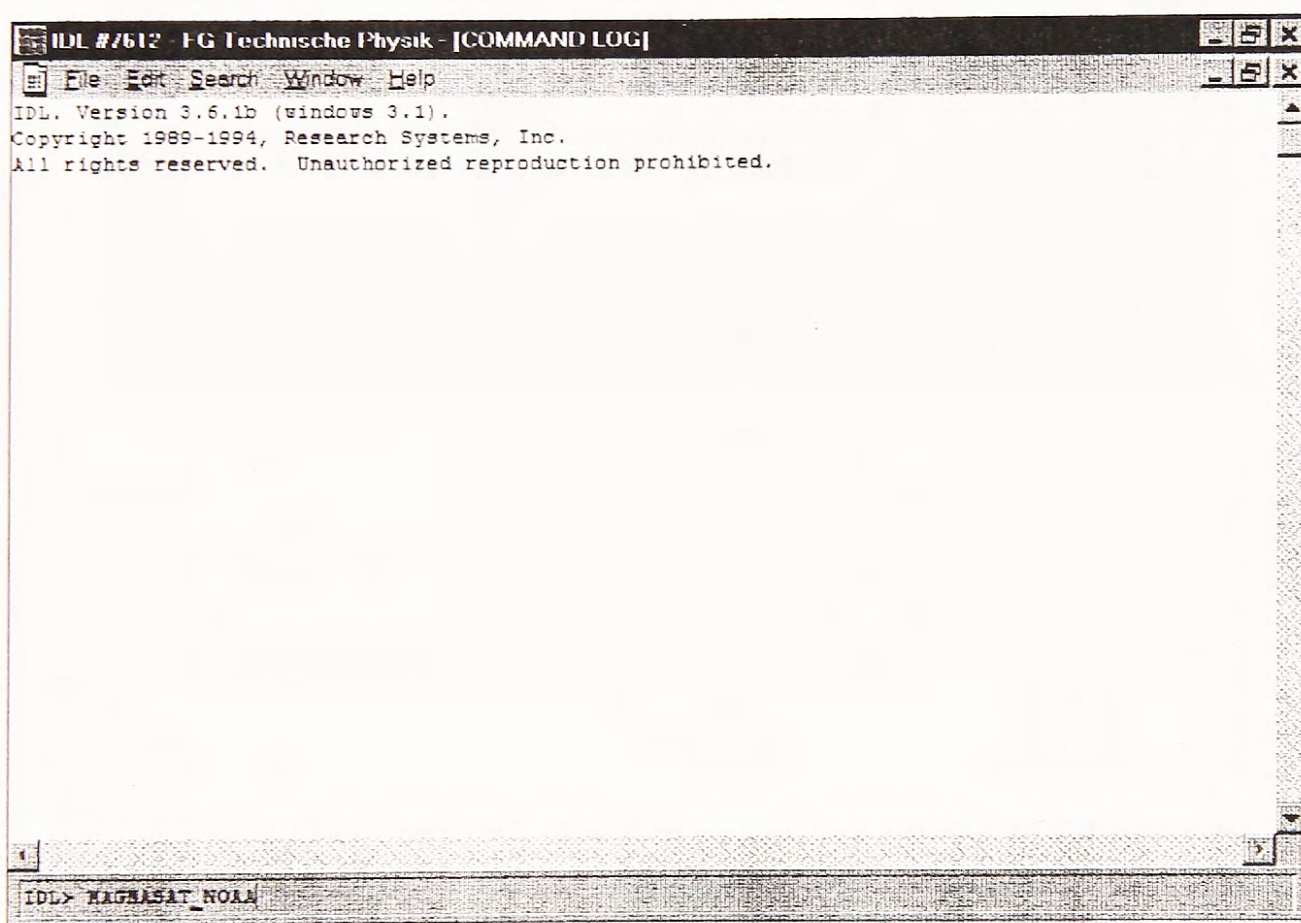 IDL #7612 - FG Technische Physik - [COMMAND LOG]
File Edit Search Window Help
IDL. Version 3.6.1b (windows 3.1).
Copyright 1989-1994, Research Systems, Inc.
All rights reserved. Unauthorized reproduction prohibited.
IDL> MAGNASAT_NOAA